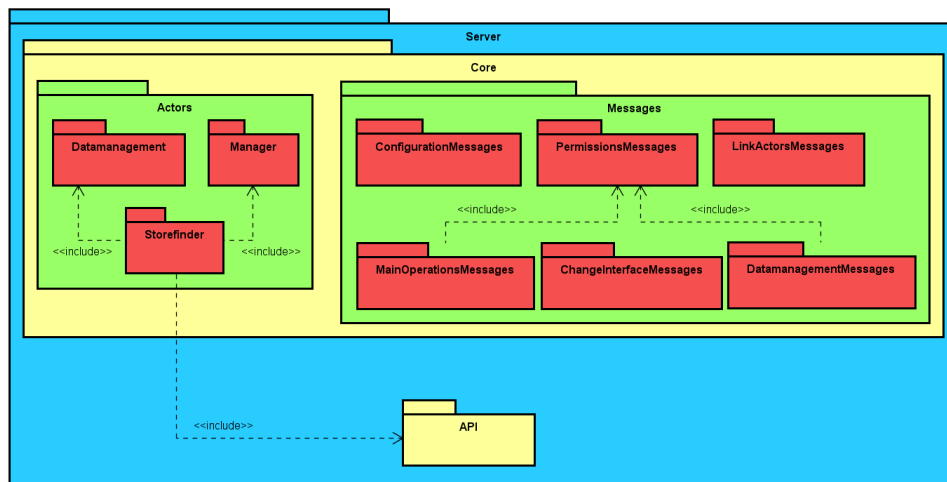 Server
Core
Actors
Messages
Datamanagement
Manager
ConfigurationMessages
PermissionsMessages
LinkActorsMessages
<<include>>
<<include>>
Storefinder
<<include>>
<<include>>
MainOperationsMessages
ChangeInterfaceMessages
DatamanagementMessages
<<include>>
API